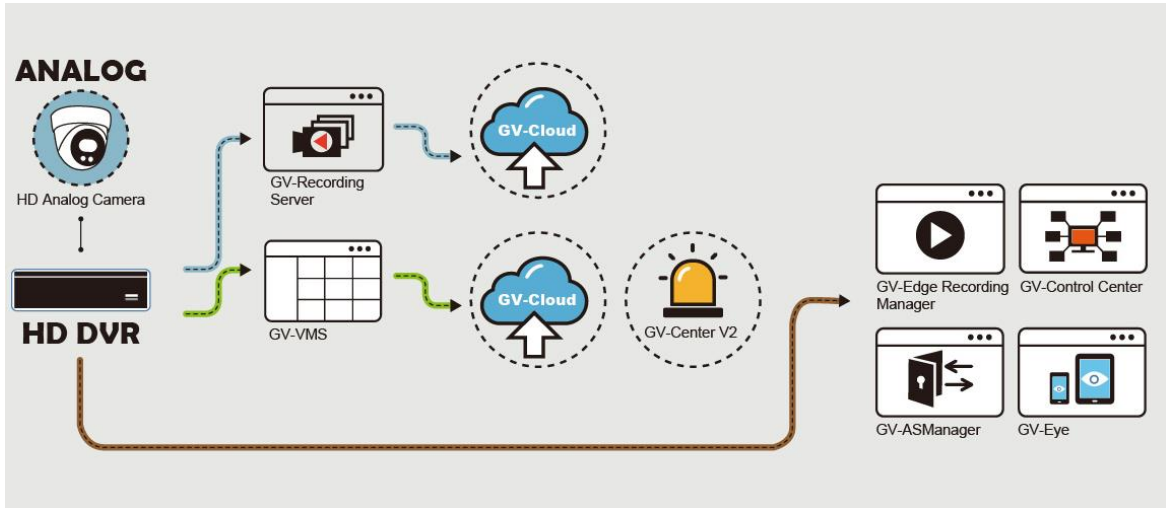 ANALOG
HD Analog Camera
HD DVR
GV-Recording
Server
GV-Cloud
GV-VMS
GV-Cloud
GV-Center V2
GV-Edge Recording
Manager
GV-Control Center
GV-ASManager
GV-Eye